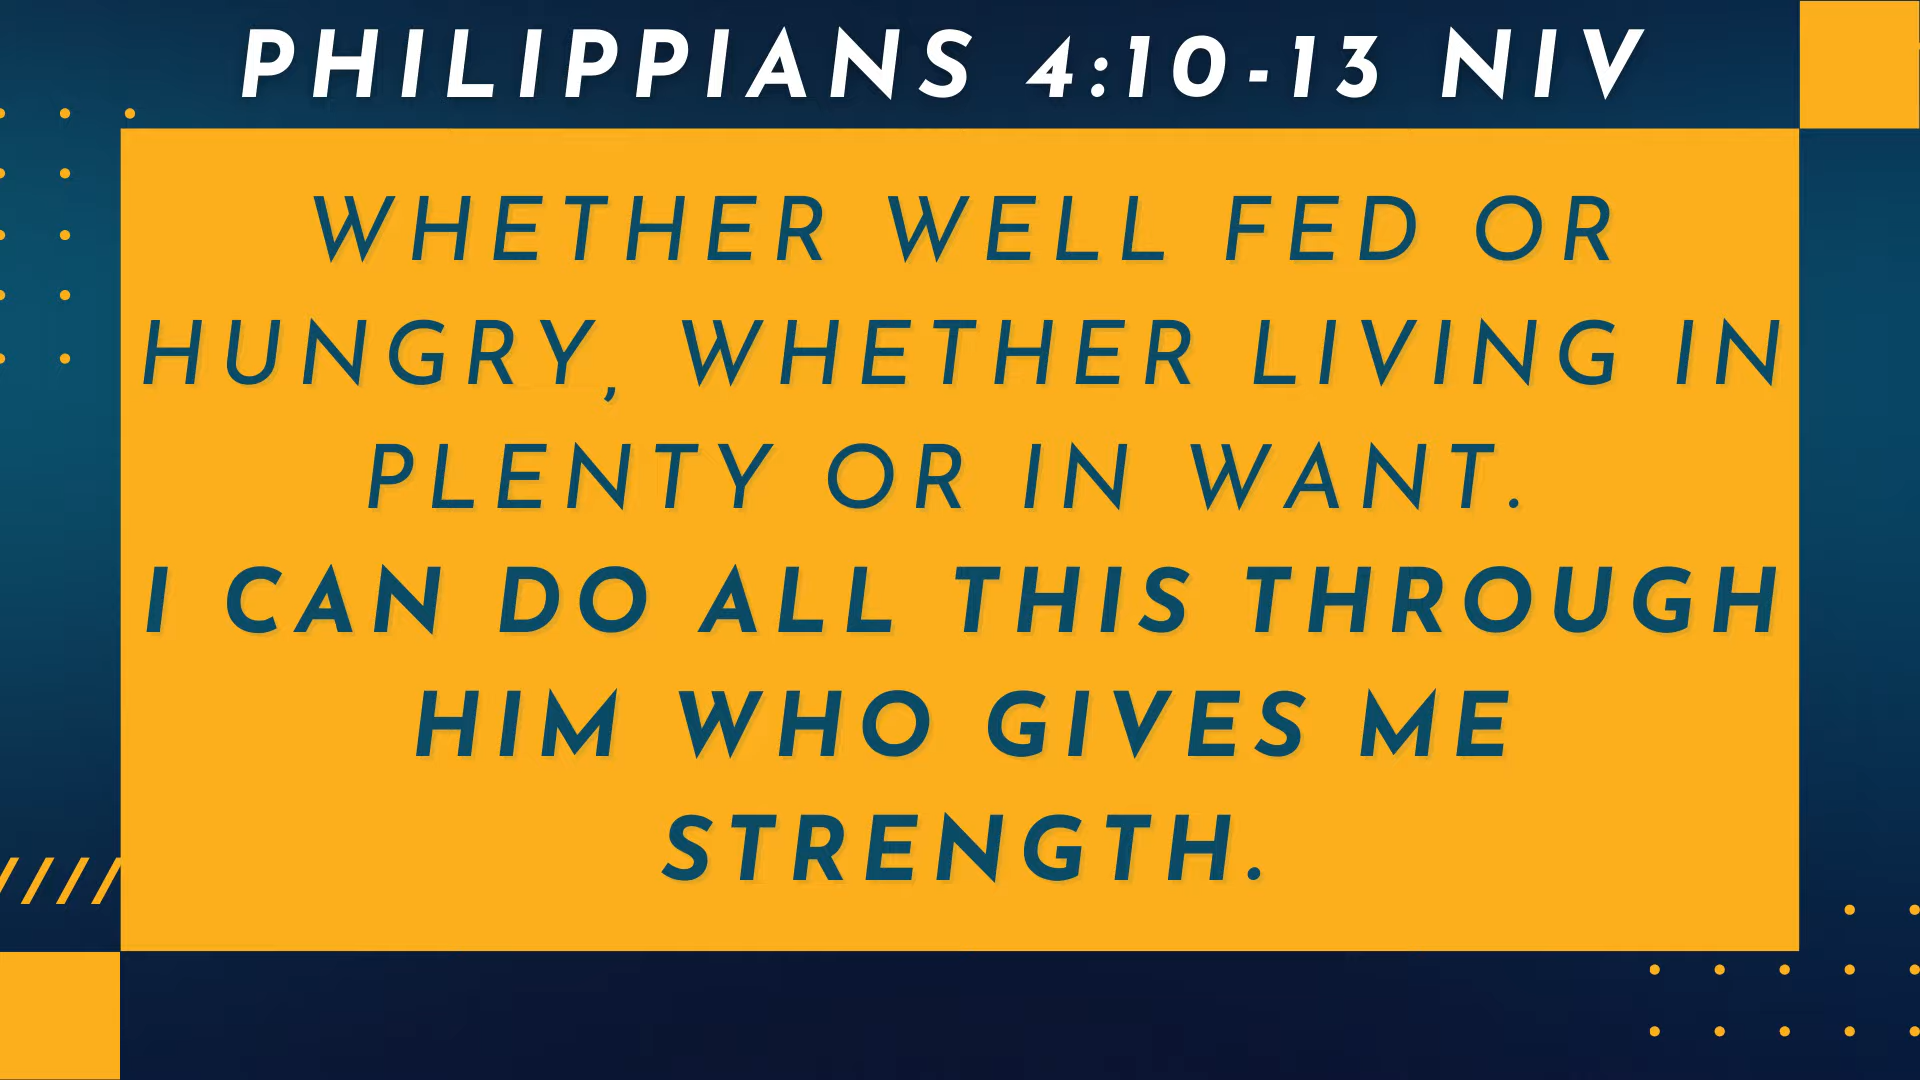 PHILIPPIANS 4:10-13 NIV
WHETHER WELL FED OR
HUNGRY, WHETHER LIVING IN
PLENTY OR IN WANT.
I CAN DO ALL THIS THROUGH
HIM WHO GIVES ME
STRENGTH.